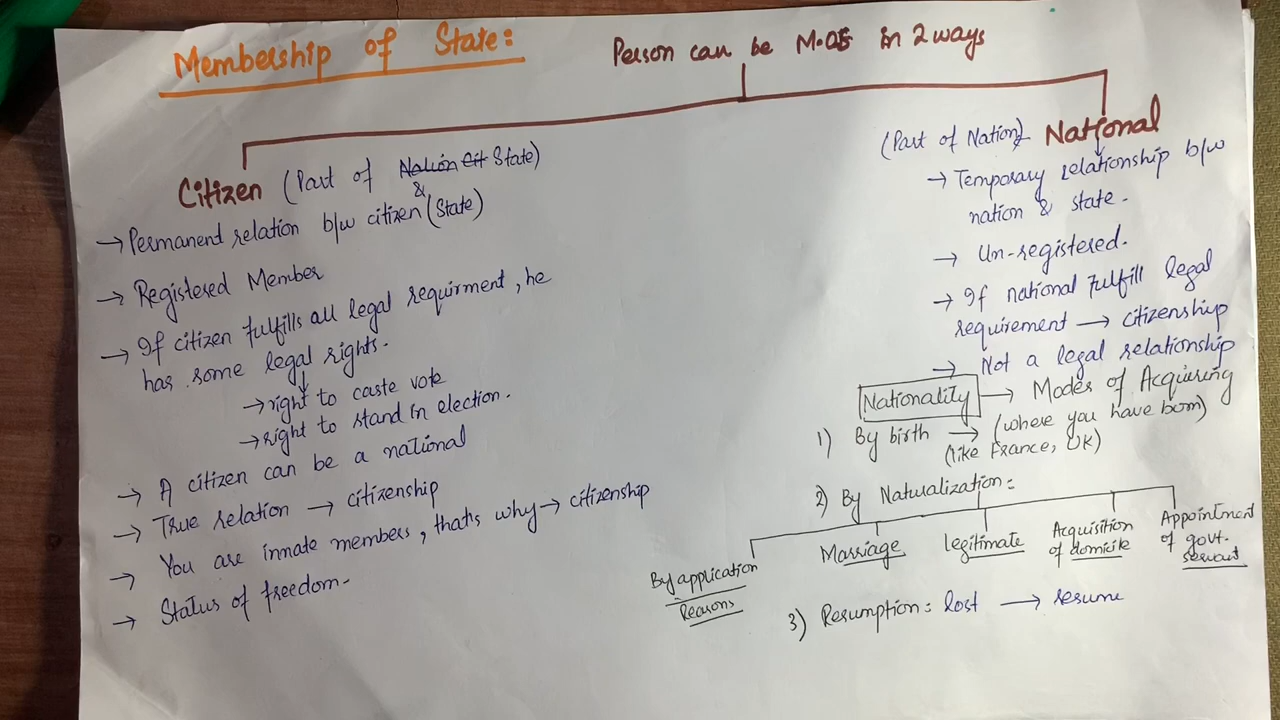 Membership of State:
Person can be M.OS in 2 ways
Citizen (Part of Nation Cit State)
→ Permanent relation b/w citizen & (State)
→ Registered Member
→ If citizen fulfills all legal requirment, he
has some legal rights.
→ right to caste vote
→ right to stand in election.
→ A citizen can be a national
→ True relation → citizenship
→ You are innate members, that's why → citizenship
→ Status of freedom.
(Part of Nation) National
→ Temporary relationship b/w
nation & state.
→ Un-registered.
→ If national fulfill legal
requirement → citizenship
→ Not a legal relationship
Nationality → Modes of Acquiering
1) By birth → (where you have born)
(like France, UK)
2) By Naturalization:
By application
Reasons
Marriage
legitimate
Acquisition
of domicile
Appointment
of govt.
servant
3) Resumption: lost → resume